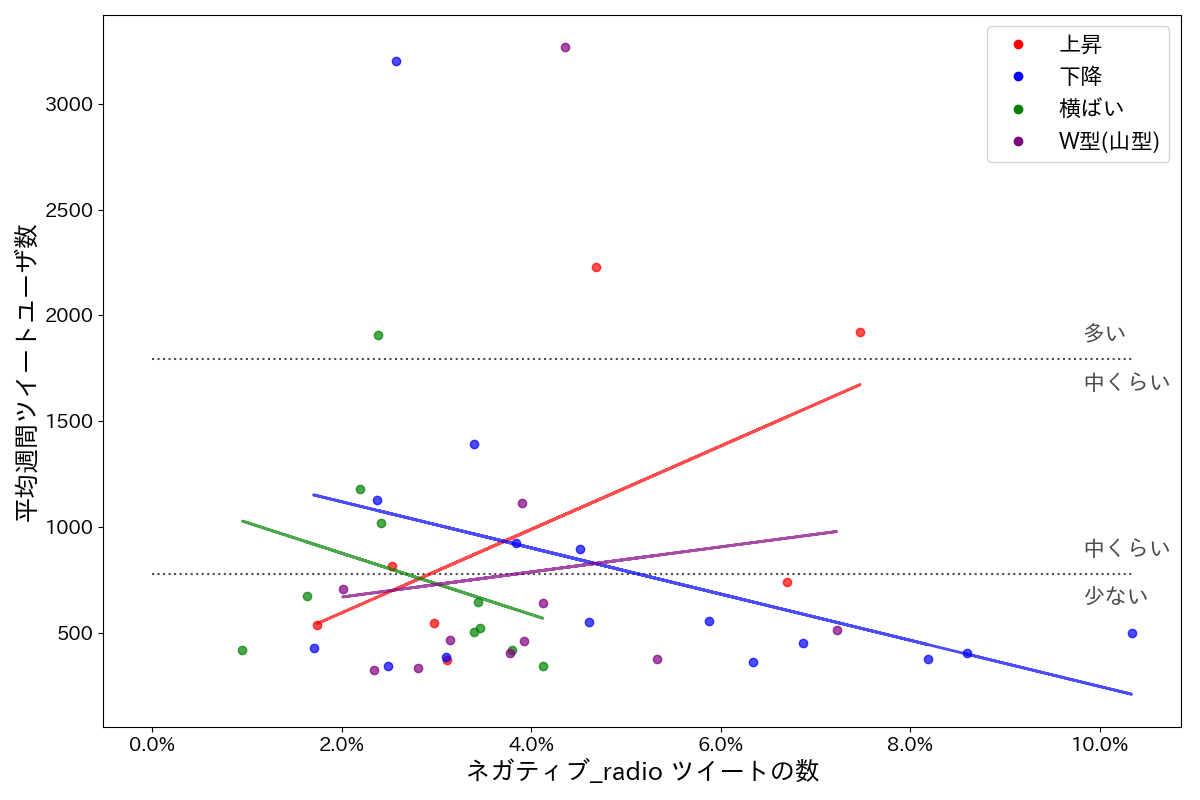 上昇
下降
横ばい
W型(山型)
3000
2500
2000
1500
1000
500
平均週間ツイートユーザ数
多い
中くらい
中くらい
少ない
0.0%
2.0%
4.0%
6.0%
8.0%
10.0%
ネガティブ_radio ツイートの数